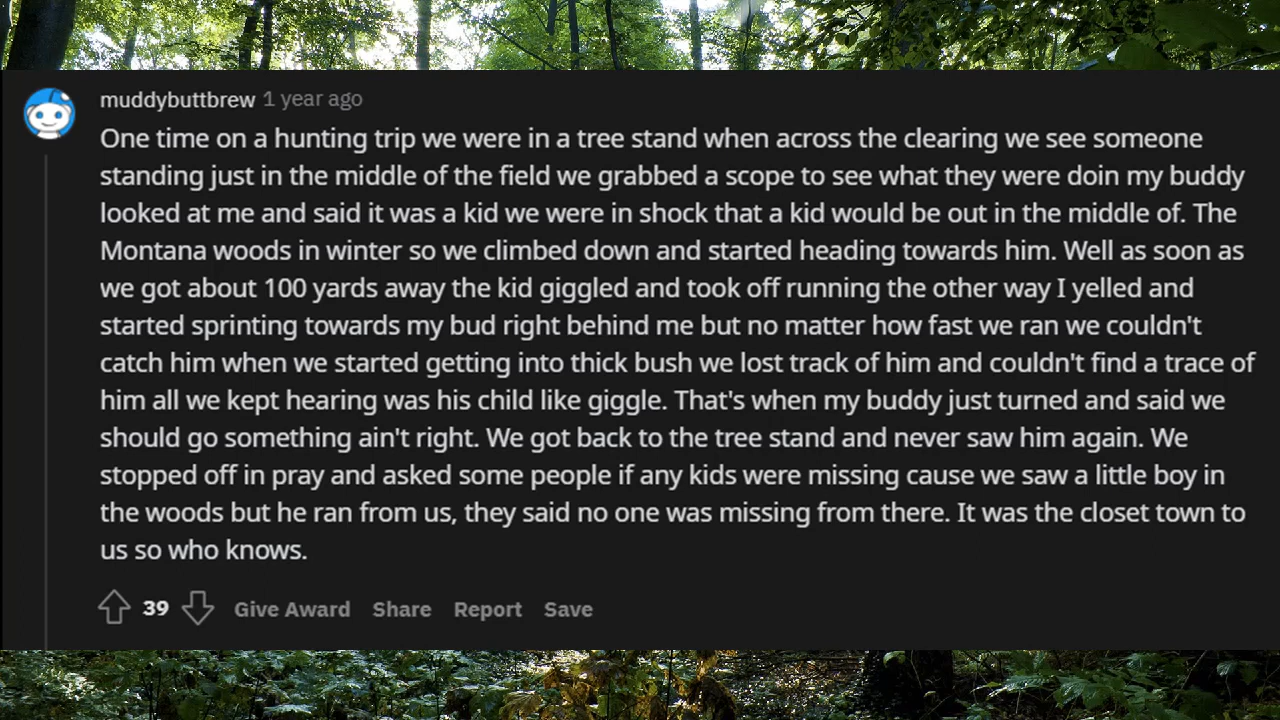 muddybuttbrew 1 year ago
One time on a hunting trip we were in a tree stand when across the clearing we see someone
standing just in the middle of the field we grabbed a scope to see what they were doin my buddy
looked at me and said it was a kid we were in shock that a kid would be out in the middle of. The
Montana woods in winter so we climbed down and started heading towards him. Well as soon as
we got about 100 yards away the kid giggled and took off running the other way I yelled and
started sprinting towards my bud right behind me but no matter how fast we ran we couldn't
catch him when we started getting into thick bush we lost track of him and couldn't find a trace of
him all we kept hearing was his child like giggle. That's when my buddy just turned and said we
should go something ain't right. We got back to the tree stand and never saw him again. We
stopped off in pray and asked some people if any kids were missing cause we saw a little boy in
the woods but he ran from us, they said no one was missing from there. It was the closet town to
us so who knows.
39 Give Award Share Report Save